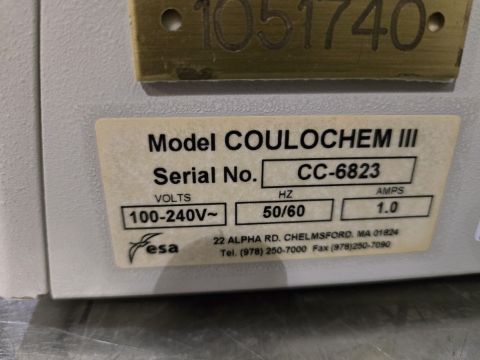 1051740
Model COULOCHEM III
Serial No. CC-6823
VOLTS HZ AMPS
100-240V~ 50/60 1.0
esa
22 ALPHA RD. CHELMSFORD. MA 01824
Tel. (978) 250-7000 Fax (978)250-7090